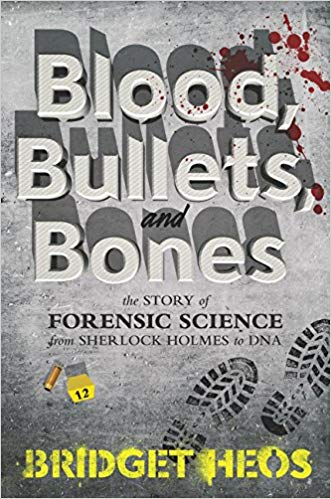 Blood,
Bullets,
and
Bones
the STORY of
FORENSIC SCIENCE
from SHERLOCK HOLMES to DNA
12
BRIDGET HEOS